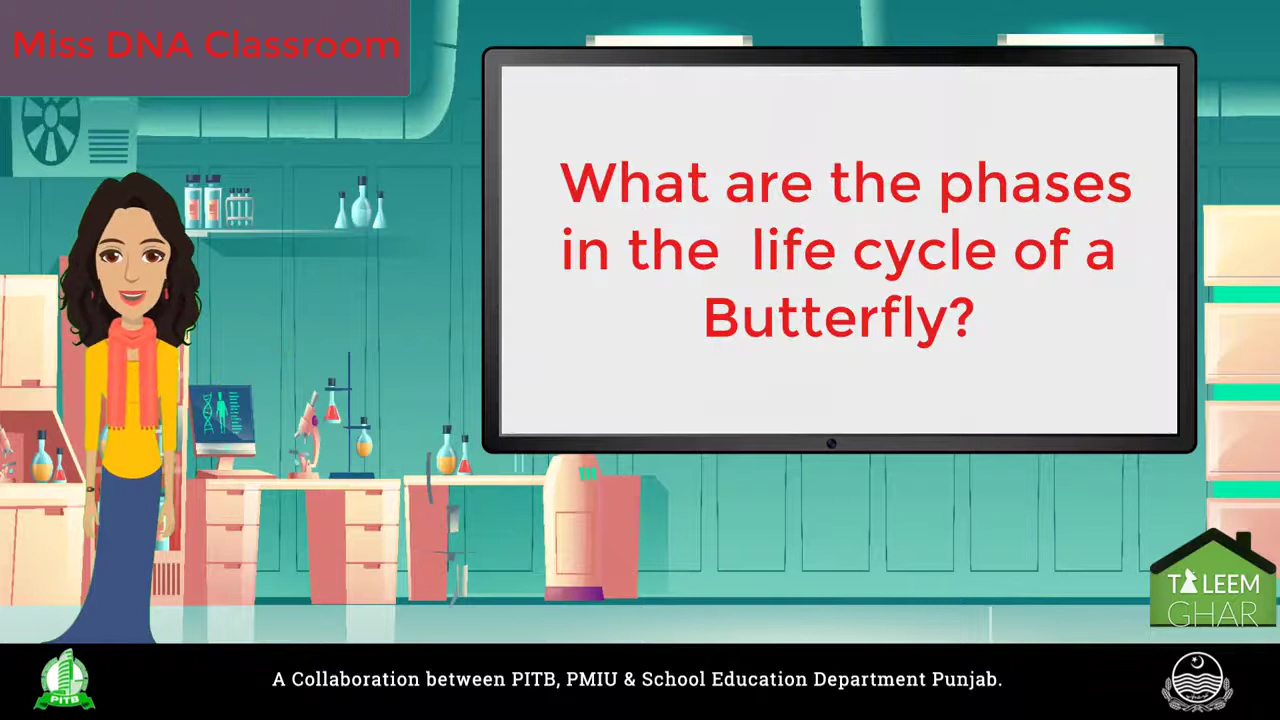 Miss DNA Classroom
What are the phases
in the life cycle of a
Butterfly?
TALEEM
GHAR
PITB
A Collaboration between PITB, PMIU & School Education Department Punjab.